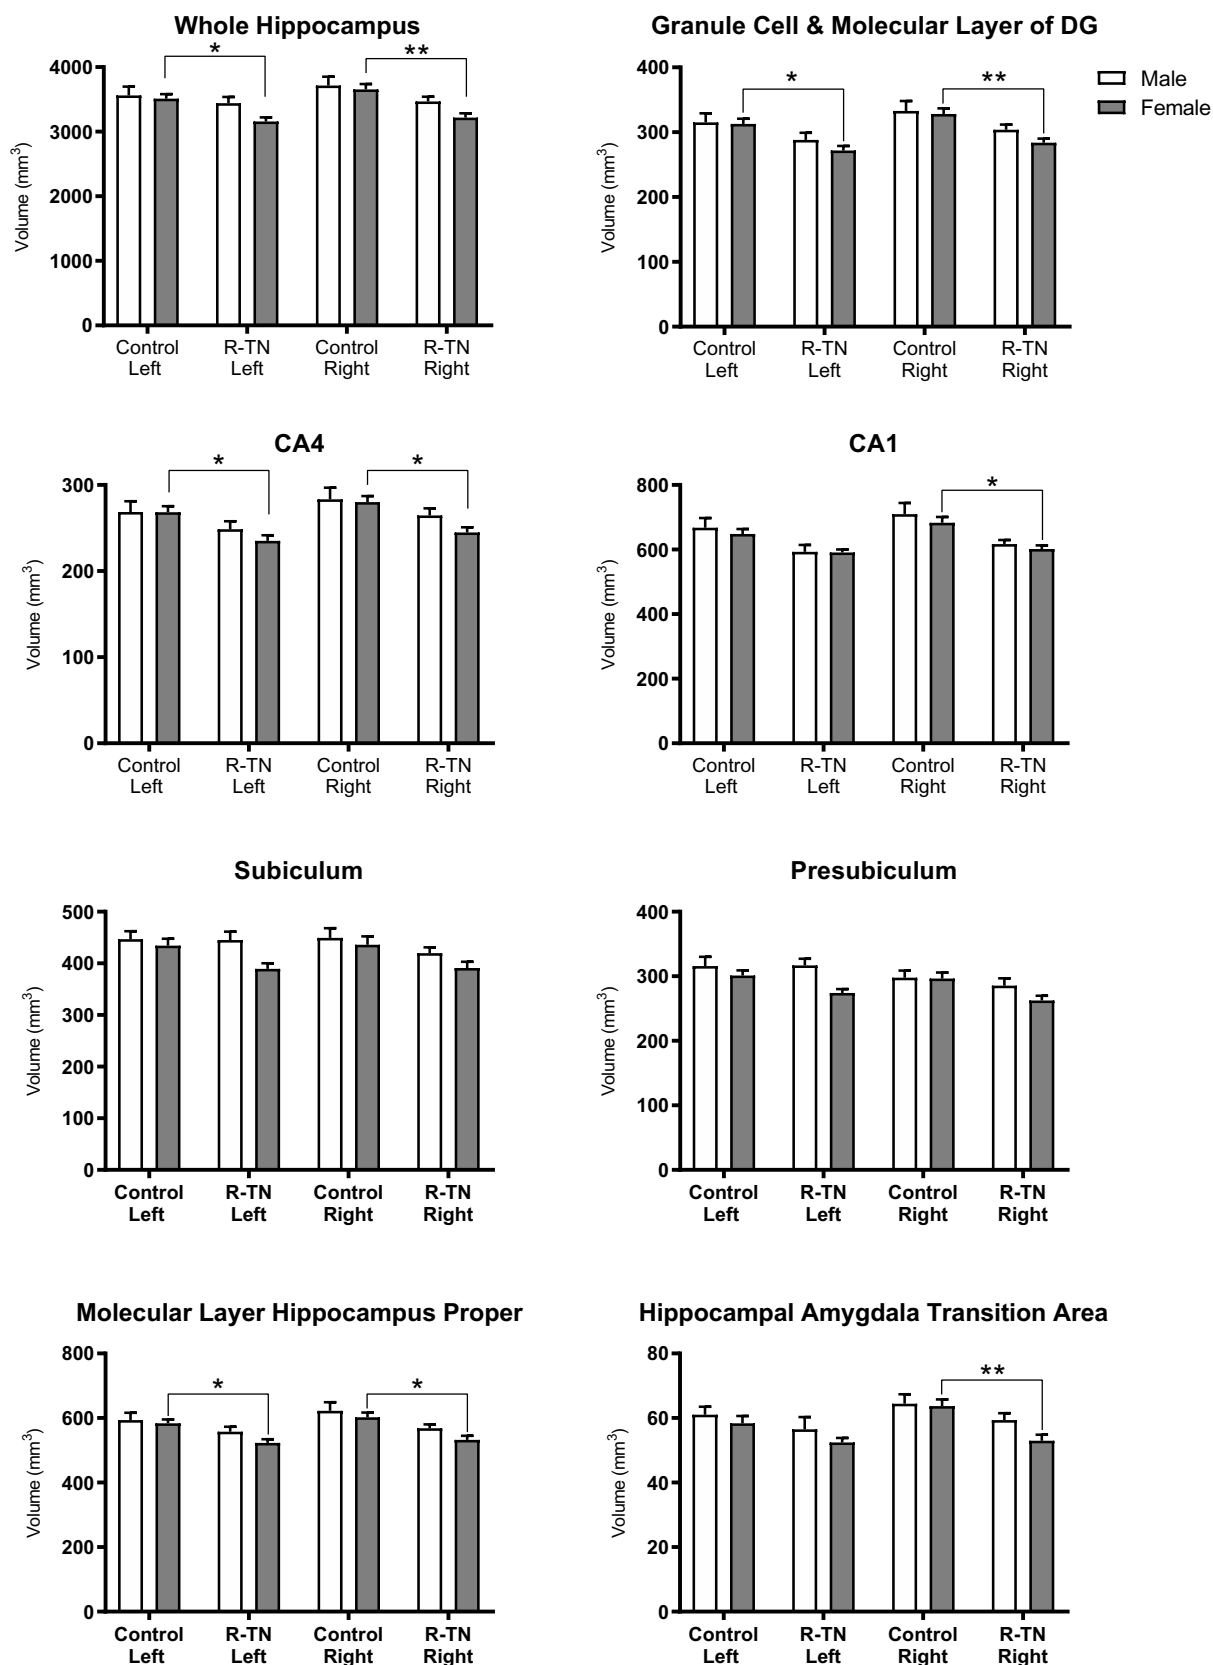 Whole Hippocampus
*
**
4000
3000
2000
1000
0
Volume (mm3)
Control Left
R-TN Left
Control Right
R-TN Right
Granule Cell & Molecular Layer of DG
*
**
400
300
200
100
0
Volume (mm3)
Control Left
R-TN Left
Control Right
R-TN Right
Male
Female
CA4
*
*
300
200
100
0
Volume (mm3)
Control Left
R-TN Left
Control Right
R-TN Right
CA1
*
800
600
400
200
0
Volume (mm3)
Control Left
R-TN Left
Control Right
R-TN Right
Subiculum
500
400
300
200
100
0
Volume (mm3)
Control Left
R-TN Left
Control Right
R-TN Right
Presubiculum
400
300
200
100
0
Volume (mm3)
Control Left
R-TN Left
Control Right
R-TN Right
Molecular Layer Hippocampus Proper
*
*
800
600
400
200
0
Volume (mm3)
Control Left
R-TN Left
Control Right
R-TN Right
Hippocampal Amygdala Transition Area
**
80
60
40
20
0
Volume (mm3)
Control Left
R-TN Left
Control Right
R-TN Right